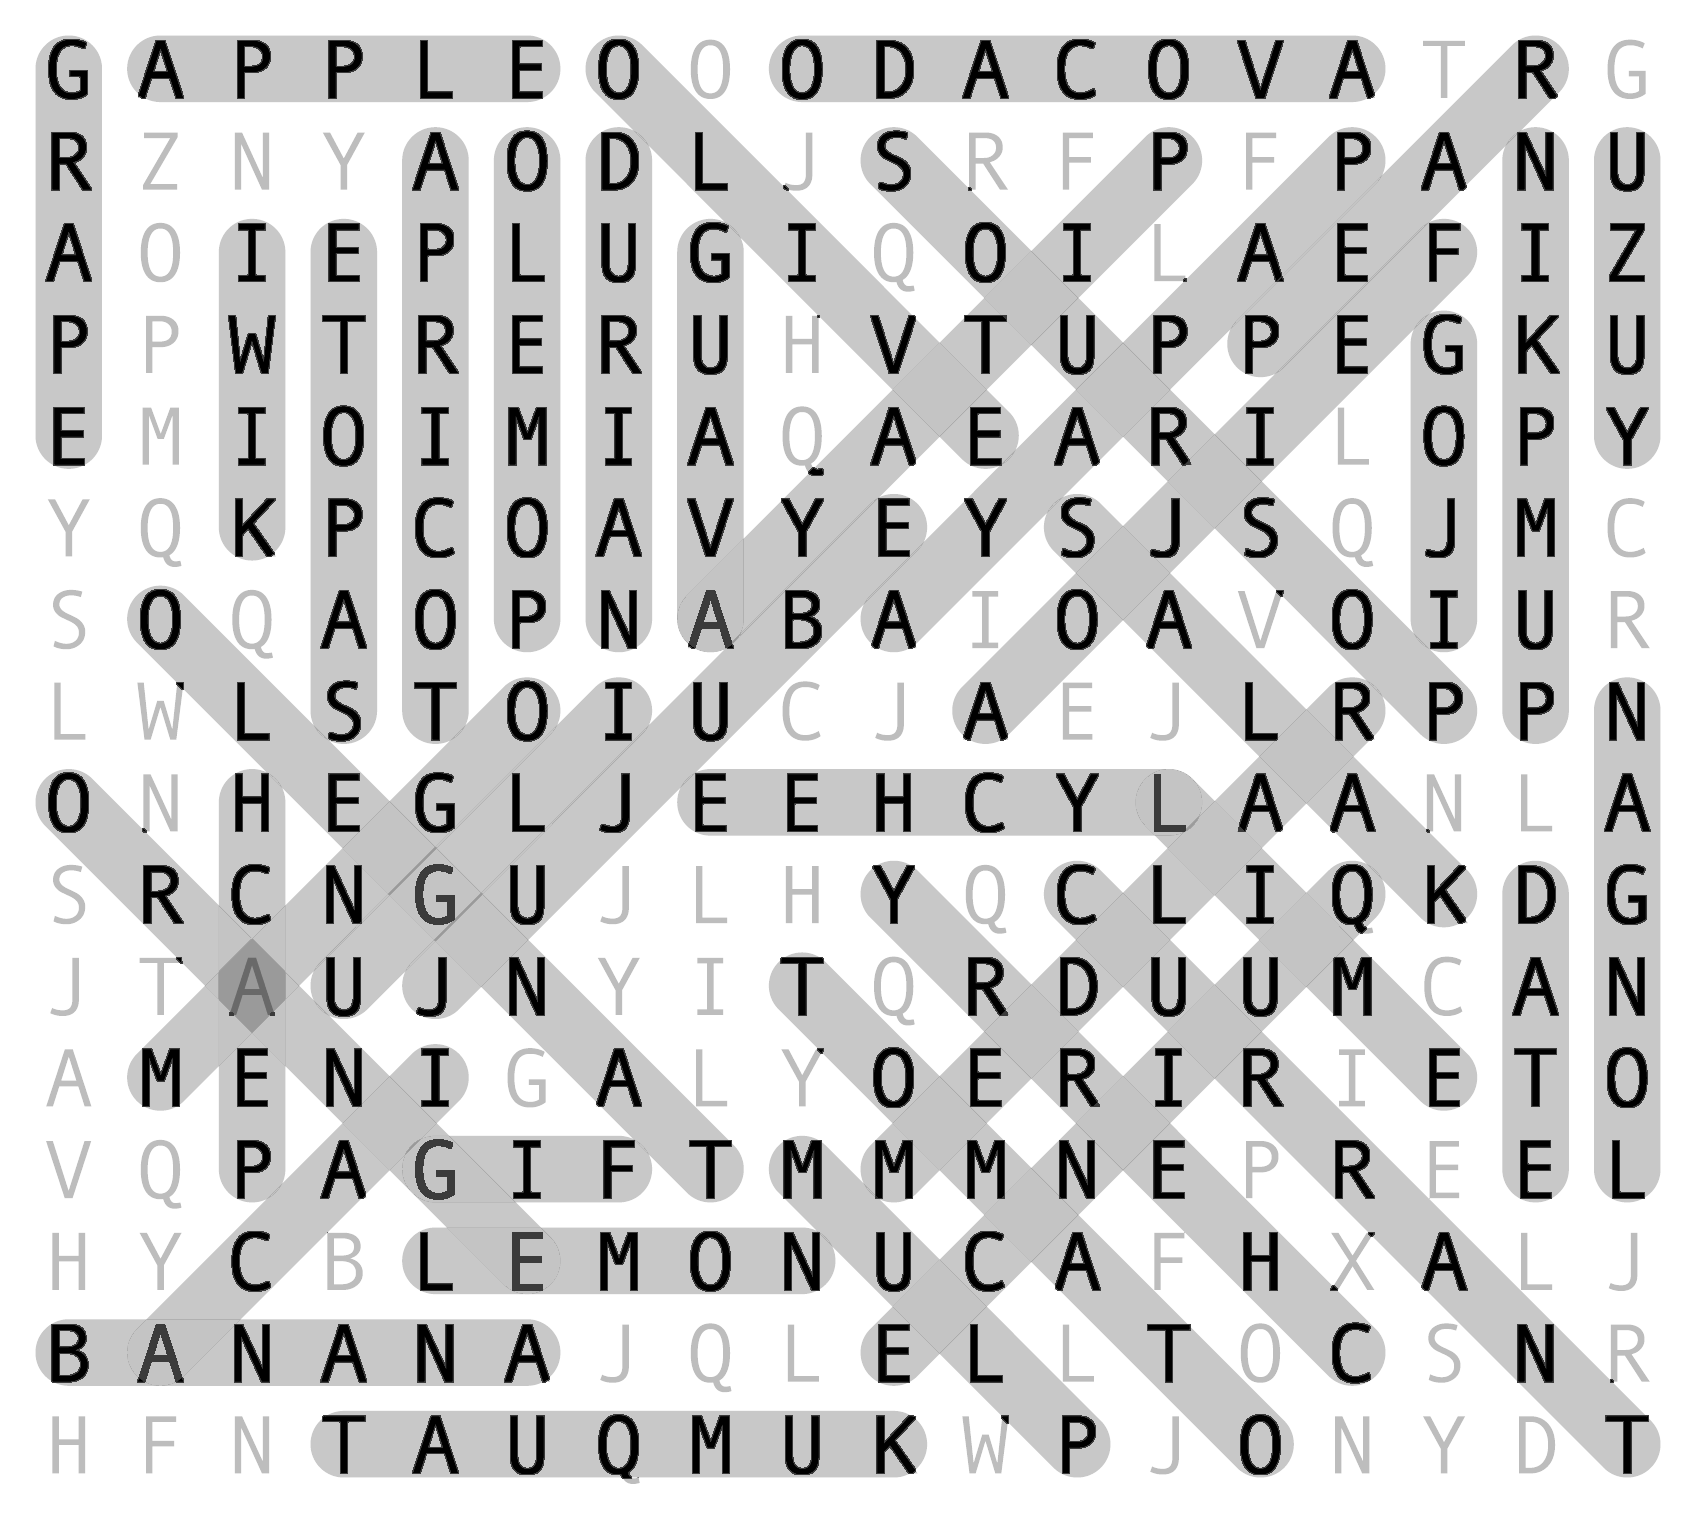 G A P P L E O O O D A C O V A T R G
R Z N Y A O D L J S R F P F P A N U
A O I E P L U G I Q O I L A E F I Z
P P W T R E R U H V T U P P E G K U
E M I O I M I A Q A E A R I L O P Y
Y Q K P C O A V Y E Y S J S Q J M C
S O Q A O P N A B A I O A V O I U R
L W L S T O I U C J A E J L R P P N
O N H E G L J E E H C Y L A A N L A
S R C N G U J L H Y Q C L I Q K D G
J T A U J N Y I T Q R D U U M C A N
A M E N I G A L Y O E R I R I E T O
V Q P A G I F T M M M N E P R E E L
H Y C B L E M O N U C A F H X A L J
B A N A N A J Q L E L L T O C S N R
H F N T A U Q M U K W P J O N Y D T